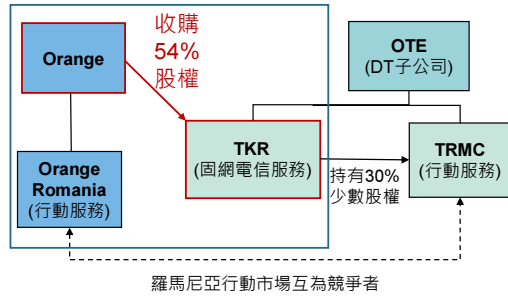 Orange
收購
54%
股權
OTE
(DT子公司)
Orange
Romania
(行動服務)
TKR
(固網電信服務)
持有30%
少數股權
TRMC
(行動服務)
羅馬尼亞行動市場互為競爭者